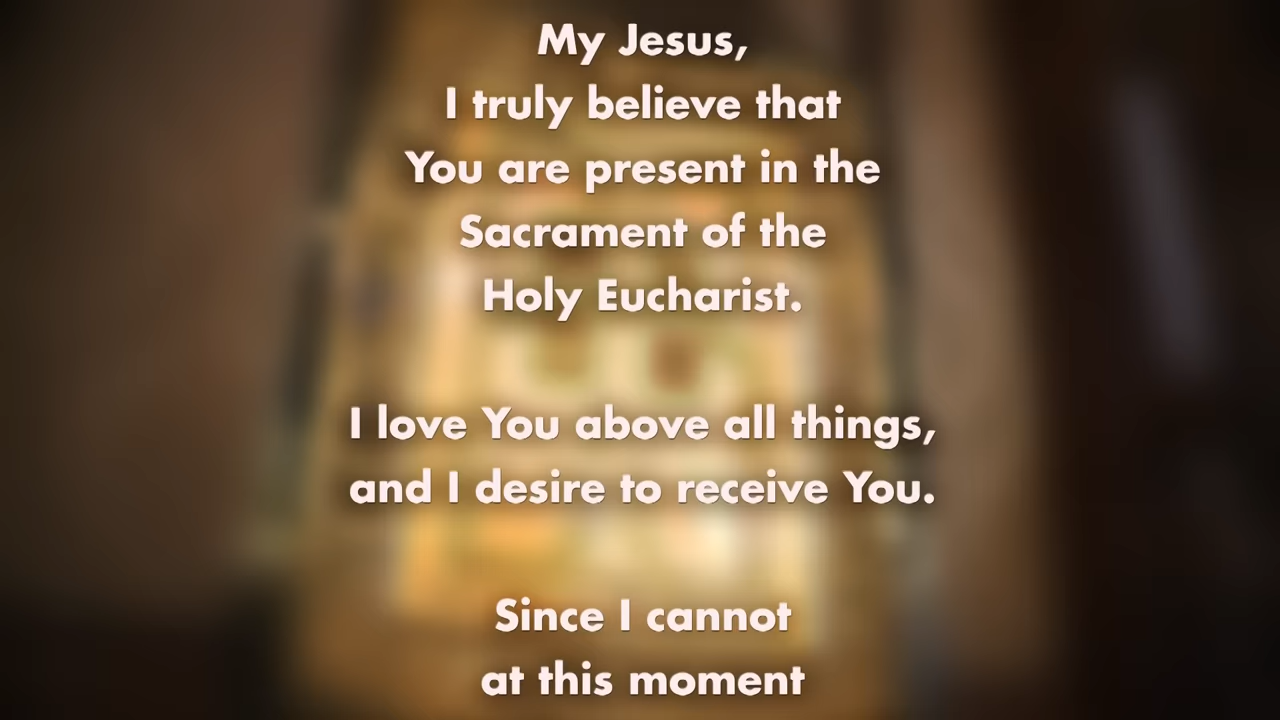 My Jesus,
I truly believe that
You are present in the
Sacrament of the
Holy Eucharist.
I love You above all things,
and I desire to receive You.
Since I cannot
at this moment